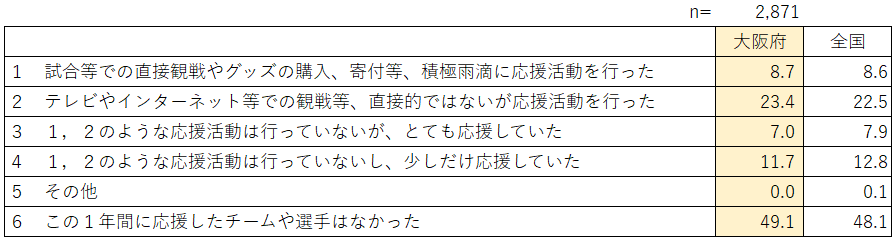 n= 2,871
大阪府 全国
1 試合等での直接観戦やグッズの購入、寄付等、積極雨滴に応援活動を行った 8.7 8.6
2 テレビやインターネット等での観戦等、直接的ではないが応援活動を行った 23.4 22.5
3 １，２のような応援活動は行っていないが、とても応援していた 7.0 7.9
4 １，２のような応援活動は行っていないし、少しだけ応援していた 11.7 12.8
5 その他 0.0 0.1
6 この１年間に応援したチームや選手はなかった 49.1 48.1